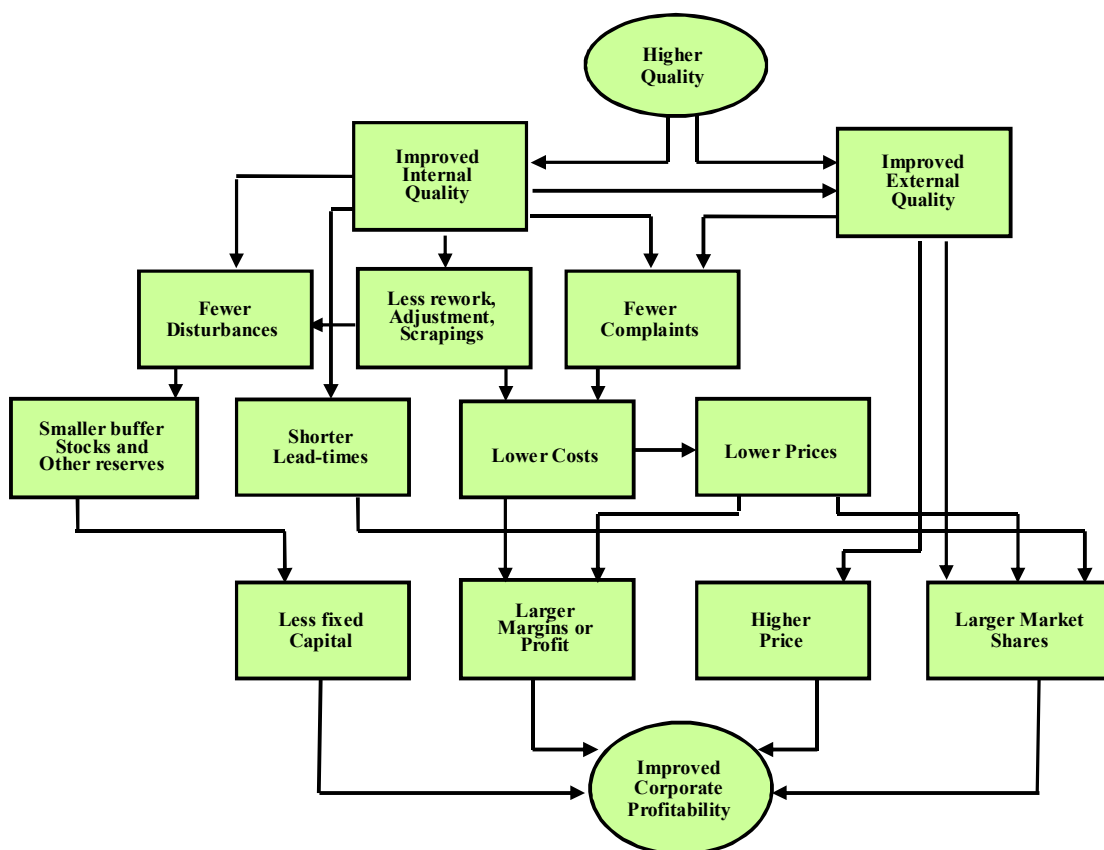 Higher
Quality
Improved
Internal
Quality
Improved
External
Quality
Fewer
Disturbances
Less rework,
Adjustment,
Scrapings
Fewer
Complaints
Smaller buffer
Stocks and
Other reserves
Shorter
Lead-times
Lower Costs
Lower Prices
Less fixed
Capital
Larger
Margins or
Profit
Higher
Price
Larger Market
Shares
Improved
Corporate
Profitability